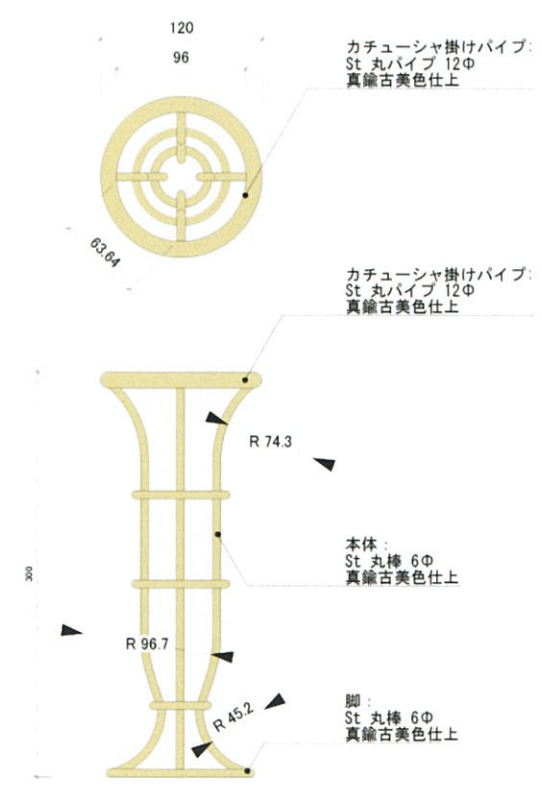 120
96
カチューシャ掛けパイプ:
St 丸パイプ 12Φ
真鍮古美色仕上
63.64
カチューシャ掛けパイプ:
St 丸パイプ 12Φ
真鍮古美色仕上
R 74.3
本体:
St 丸棒 6Φ
真鍮古美色仕上
300
R 96.7
R 45.2
脚:
St 丸棒 6Φ
真鍮古美色仕上